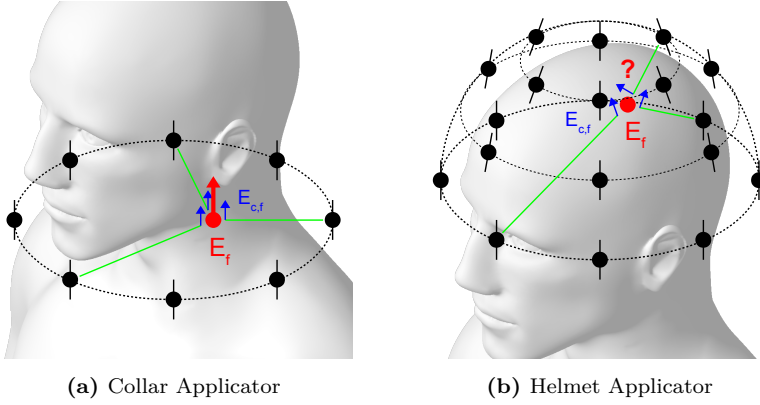 ?
E_c,f
E_c,f
E_f
E_f
(a) Collar Applicator
(b) Helmet Applicator